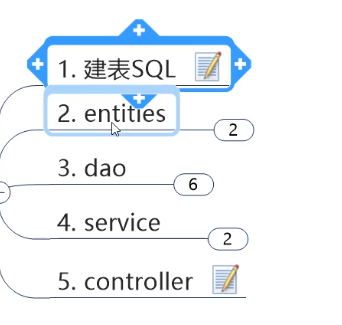 1. 建表SQL
2. entities
2
3. dao
6
4. service
2
5. controller